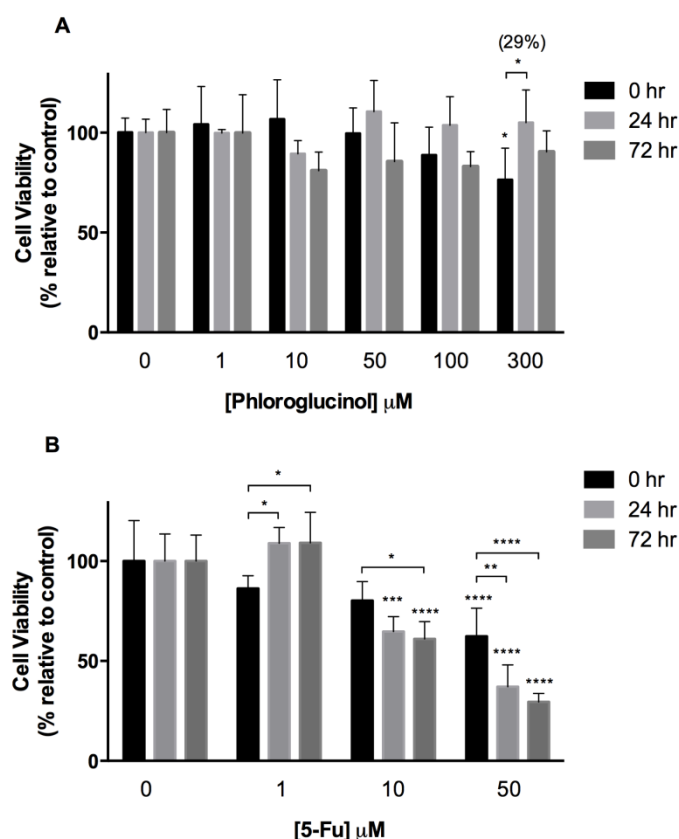 A
(29%)
*
*
0 hr
24 hr
72 hr
100
50
0
Cell Viability
(% relative to control)
0 1 10 50 100 300
[Phloroglucinol] μM
B
*
*
*
****
**
***
****
****
****
****
0 hr
24 hr
72 hr
100
50
0
Cell Viability
(% relative to control)
0 1 10 50
[5-Fu] μM